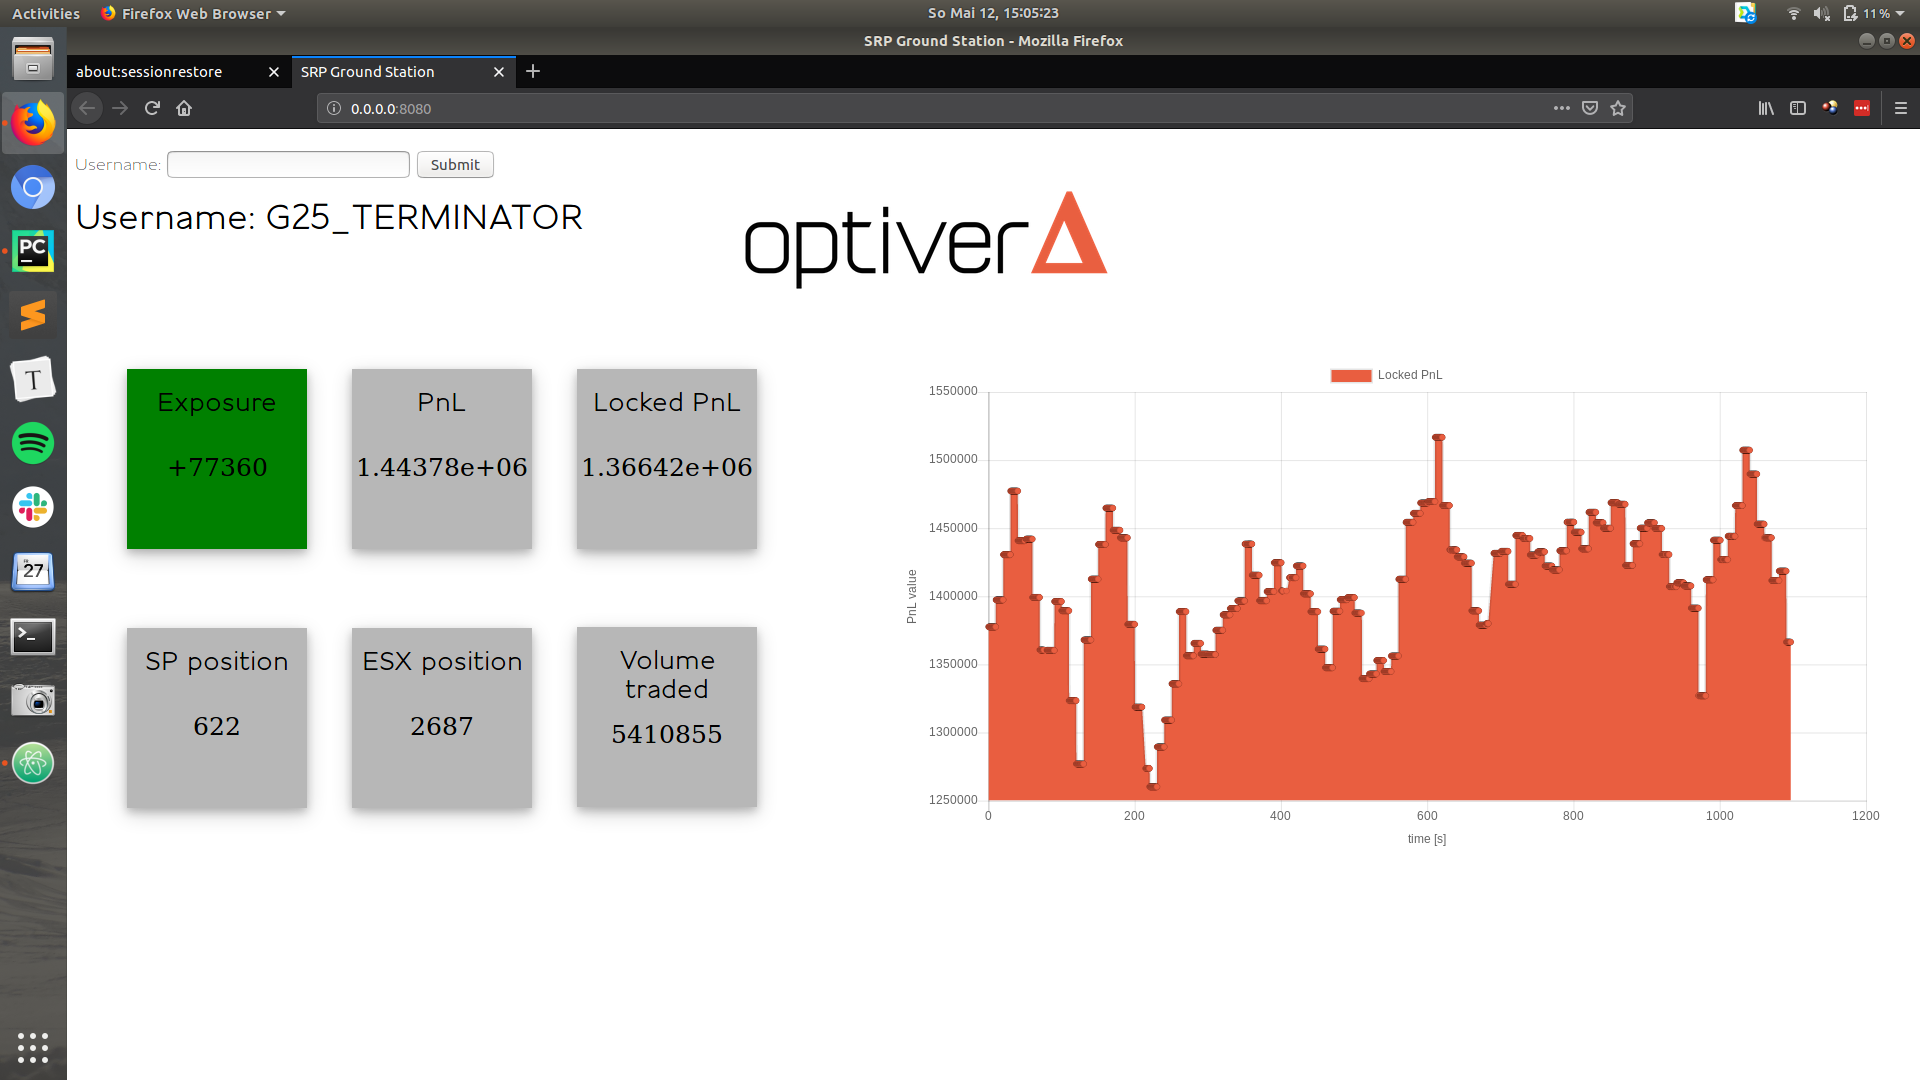 Activities Firefox Web Browser So Mai 12, 15:05:23 11 %
SRP Ground Station - Mozilla Firefox
about:sessionrestore SRP Ground Station
0.0.0.0:8080
Username: Submit
Username: G25_TERMINATOR
optiver
Exposure
+77360
PnL
1.44378e+06
Locked PnL
1.36642e+06
SP position
622
ESX position
2687
Volume
traded
5410855
Locked PnL
1550000
1500000
1450000
1400000
1350000
1300000
1250000
PnL value
0 200 400 600 800 1000 1200
time [s]
PC
T
27